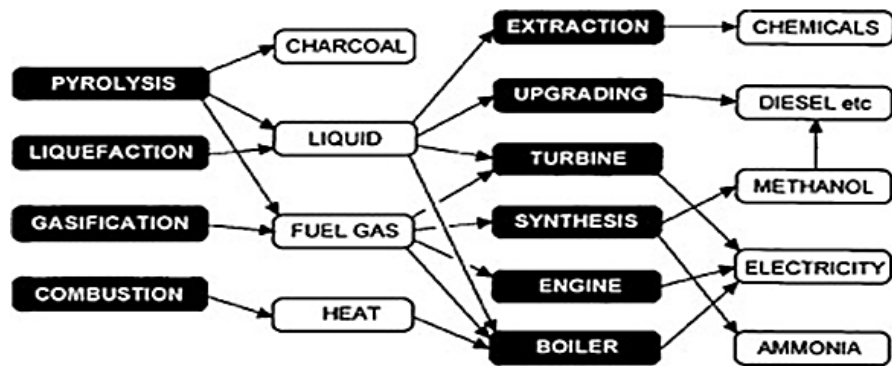 PYROLYSIS
LIQUEFACTION
GASIFICATION
COMBUSTION
CHARCOAL
LIQUID
FUEL GAS
HEAT
EXTRACTION
UPGRADING
TURBINE
SYNTHESIS
ENGINE
BOILER
CHEMICALS
DIESEL etc
METHANOL
ELECTRICITY
AMMONIA